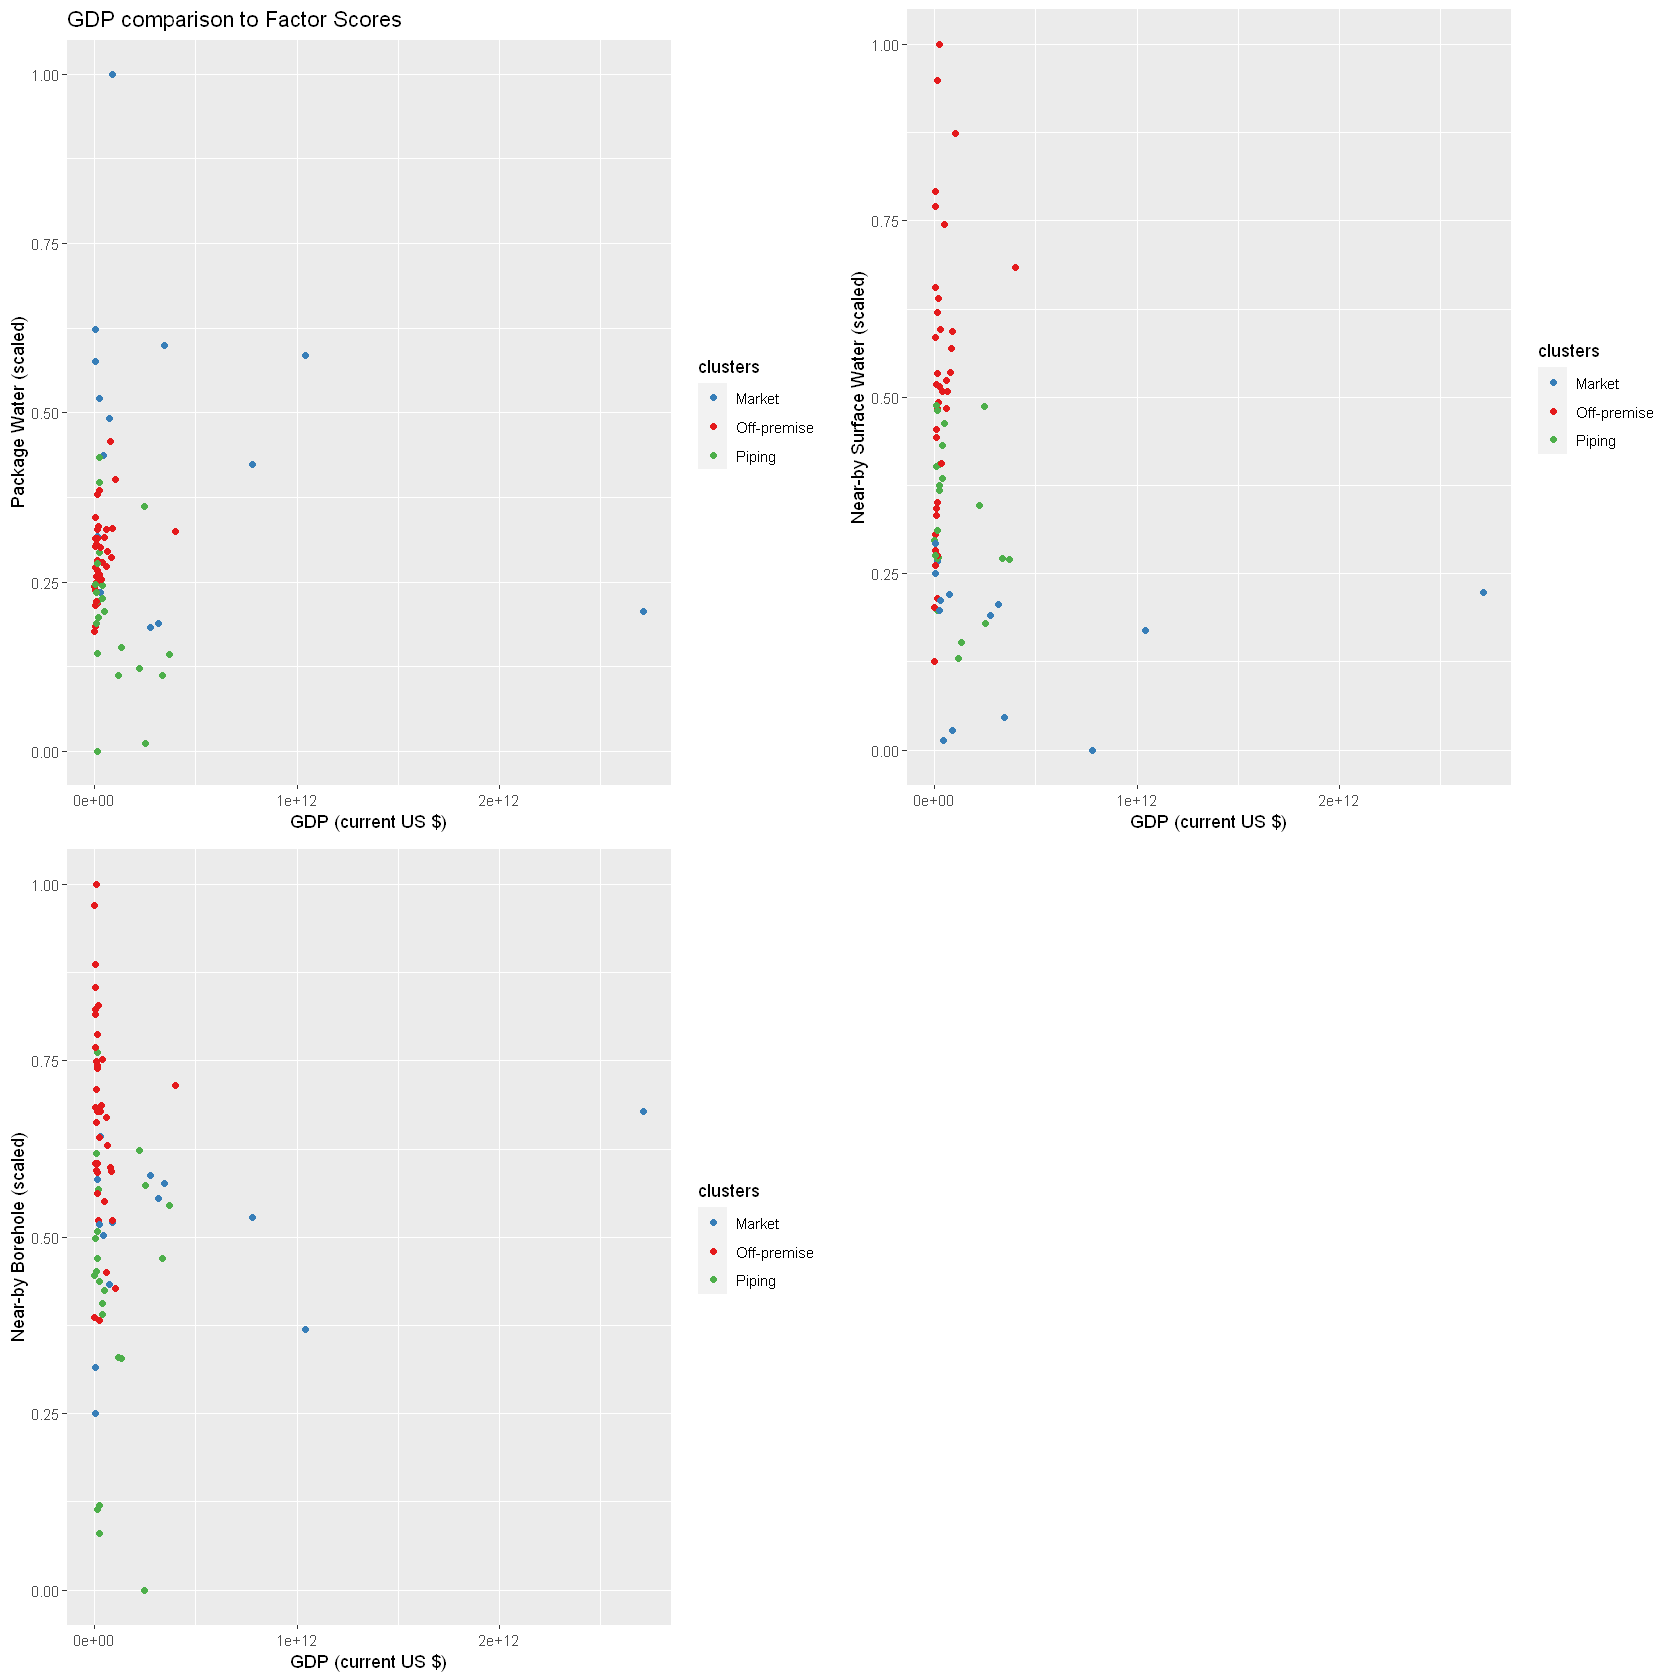 GDP comparison to Factor Scores
Package Water (scaled)
1.00
0.75
0.50
0.25
0.00
0e+00
1e+12
2e+12
GDP (current US $)
clusters
Market
Off-premise
Piping
Near-by Surface Water (scaled)
1.00
0.75
0.50
0.25
0.00
0e+00
1e+12
2e+12
GDP (current US $)
clusters
Market
Off-premise
Piping
Near-by Borehole (scaled)
1.00
0.75
0.50
0.25
0.00
0e+00
1e+12
2e+12
GDP (current US $)
clusters
Market
Off-premise
Piping